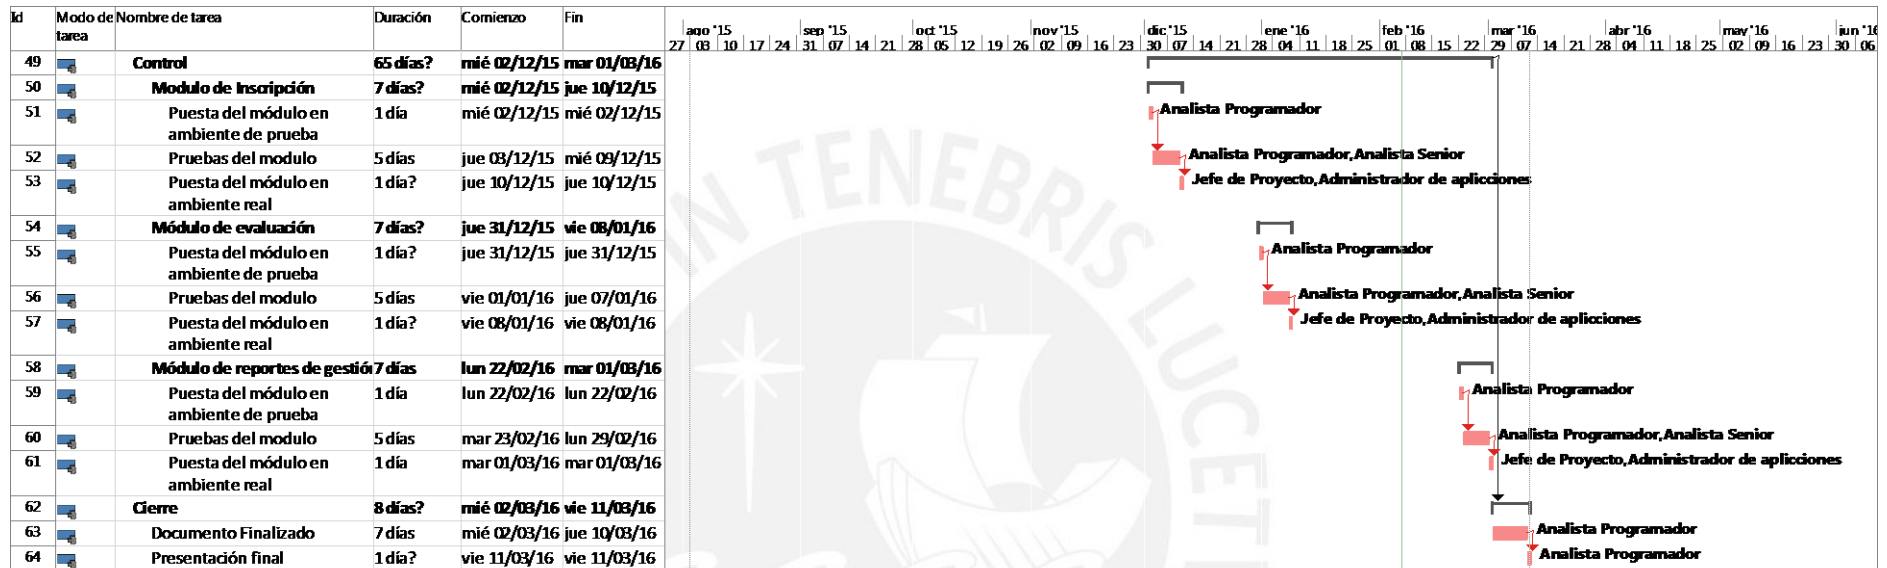 Id Modo de tarea Nombre de tarea Duración Comienzo Fin
ago '15 sep '15 oct '15 nov '15 dic '15 ene '16 feb '16 mar '16 abr '16 may '16 jun '16
27 03 10 17 24 31 07 14 21 28 05 12 19 26 02 09 16 23 30 07 14 21 28 04 11 18 25 01 08 15 22 29 07 14 21 28 04 11 18 25 02 09 16 23 30 06
49 Control 65 días? mié 02/12/15 mar 01/03/16
50 Modulo de Inscripción 7 días? mié 02/12/15 jue 10/12/15
51 Puesta del módulo en ambiente de prueba 1 día mié 02/12/15 mié 02/12/15 Analista Programador
52 Pruebas del modulo 5 días jue 03/12/15 mié 09/12/15 Analista Programador,Analista Senior
53 Puesta del módulo en ambiente real 1 día? jue 10/12/15 jue 10/12/15 Jefe de Proyecto,Administrador de aplicciones
54 Módulo de evaluación 7 días? jue 31/12/15 vie 08/01/16
55 Puesta del módulo en ambiente de prueba 1 día? jue 31/12/15 jue 31/12/15 Analista Programador
56 Pruebas del modulo 5 días vie 01/01/16 jue 07/01/16 Analista Programador,Analista Senior
57 Puesta del módulo en ambiente real 1 día? vie 08/01/16 vie 08/01/16 Jefe de Proyecto,Administrador de aplicciones
58 Módulo de reportes de gestión 7 días lun 22/02/16 mar 01/03/16
59 Puesta del módulo en ambiente de prueba 1 día lun 22/02/16 lun 22/02/16 Analista Programador
60 Pruebas del modulo 5 días mar 23/02/16 lun 29/02/16 Analista Programador,Analista Senior
61 Puesta del módulo en ambiente real 1 día mar 01/03/16 mar 01/03/16 Jefe de Proyecto,Administrador de aplicciones
62 Cierre 8 días? mié 02/03/16 vie 11/03/16
63 Documento Finalizado 7 días mié 02/03/16 jue 10/03/16 Analista Programador
64 Presentación final 1 día? vie 11/03/16 vie 11/03/16 Analista Programador
IN TENEBRIS LUCET